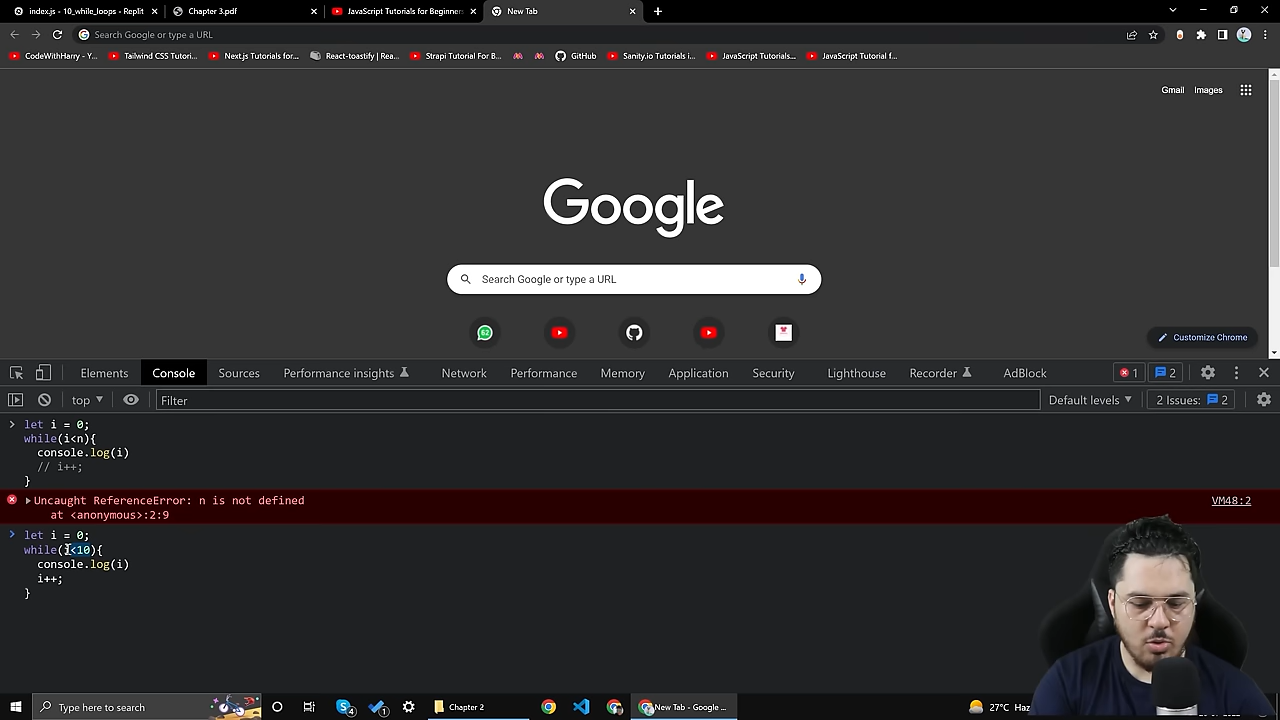 index.js - 10_while_loops - Replit
Chapter 3.pdf
JavaScript Tutorials for Beginners
New Tab
Search Google or type a URL
CodeWithHarry - Y...
Tailwind CSS Tutori...
Next.js Tutorials for...
React-toastify | Rea...
Strapi Tutorial For B...
GitHub
Sanity.io Tutorials i...
JavaScript Tutorials...
JavaScript Tutorial f...
Gmail
Images
Google
Search Google or type a URL
62
Customize Chrome
Elements
Console
Sources
Performance insights
Network
Performance
Memory
Application
Security
Lighthouse
Recorder
AdBlock
1
2
top
Filter
Default levels
2 Issues:
2
let i = 0;
while(i<n){
console.log(i)
// i++;
}
Uncaught ReferenceError: n is not defined
VM48:2
at <anonymous>:2:9
let i = 0;
while(i<10){
console.log(i)
i++;
}
Type here to search
4
1
Chapter 2
New Tab - Google ...
27°C